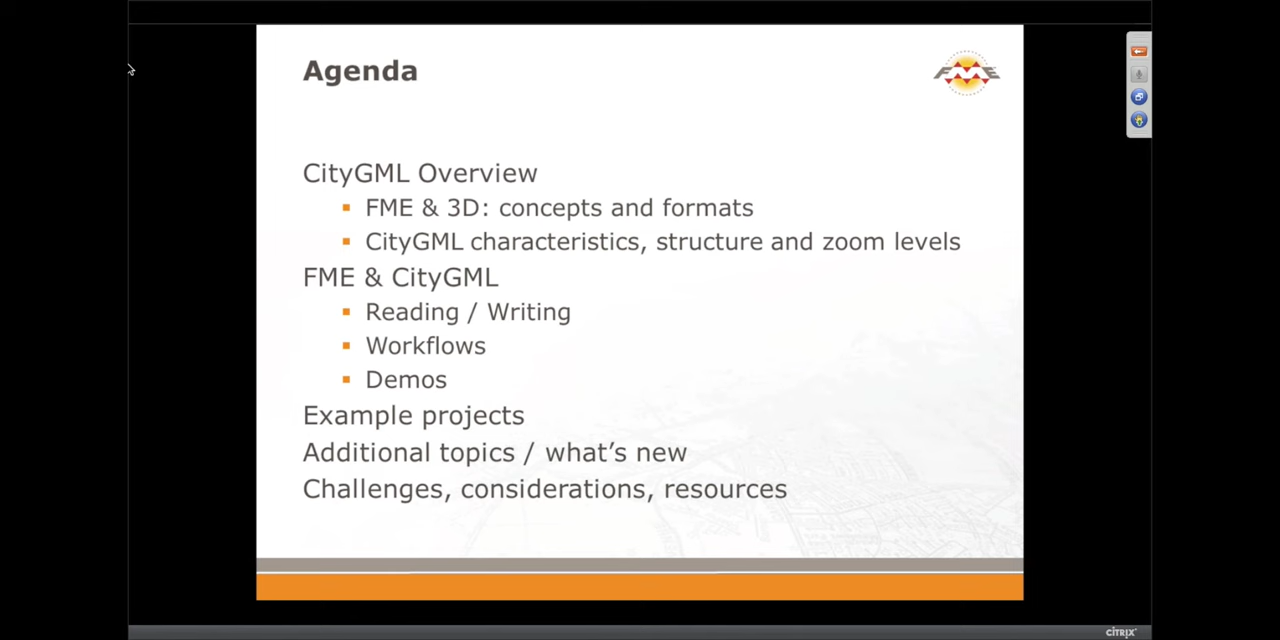 Agenda
FME
CityGML Overview
FME & 3D: concepts and formats
CityGML characteristics, structure and zoom levels
FME & CityGML
Reading / Writing
Workflows
Demos
Example projects
Additional topics / what’s new
Challenges, considerations, resources
CITRIX